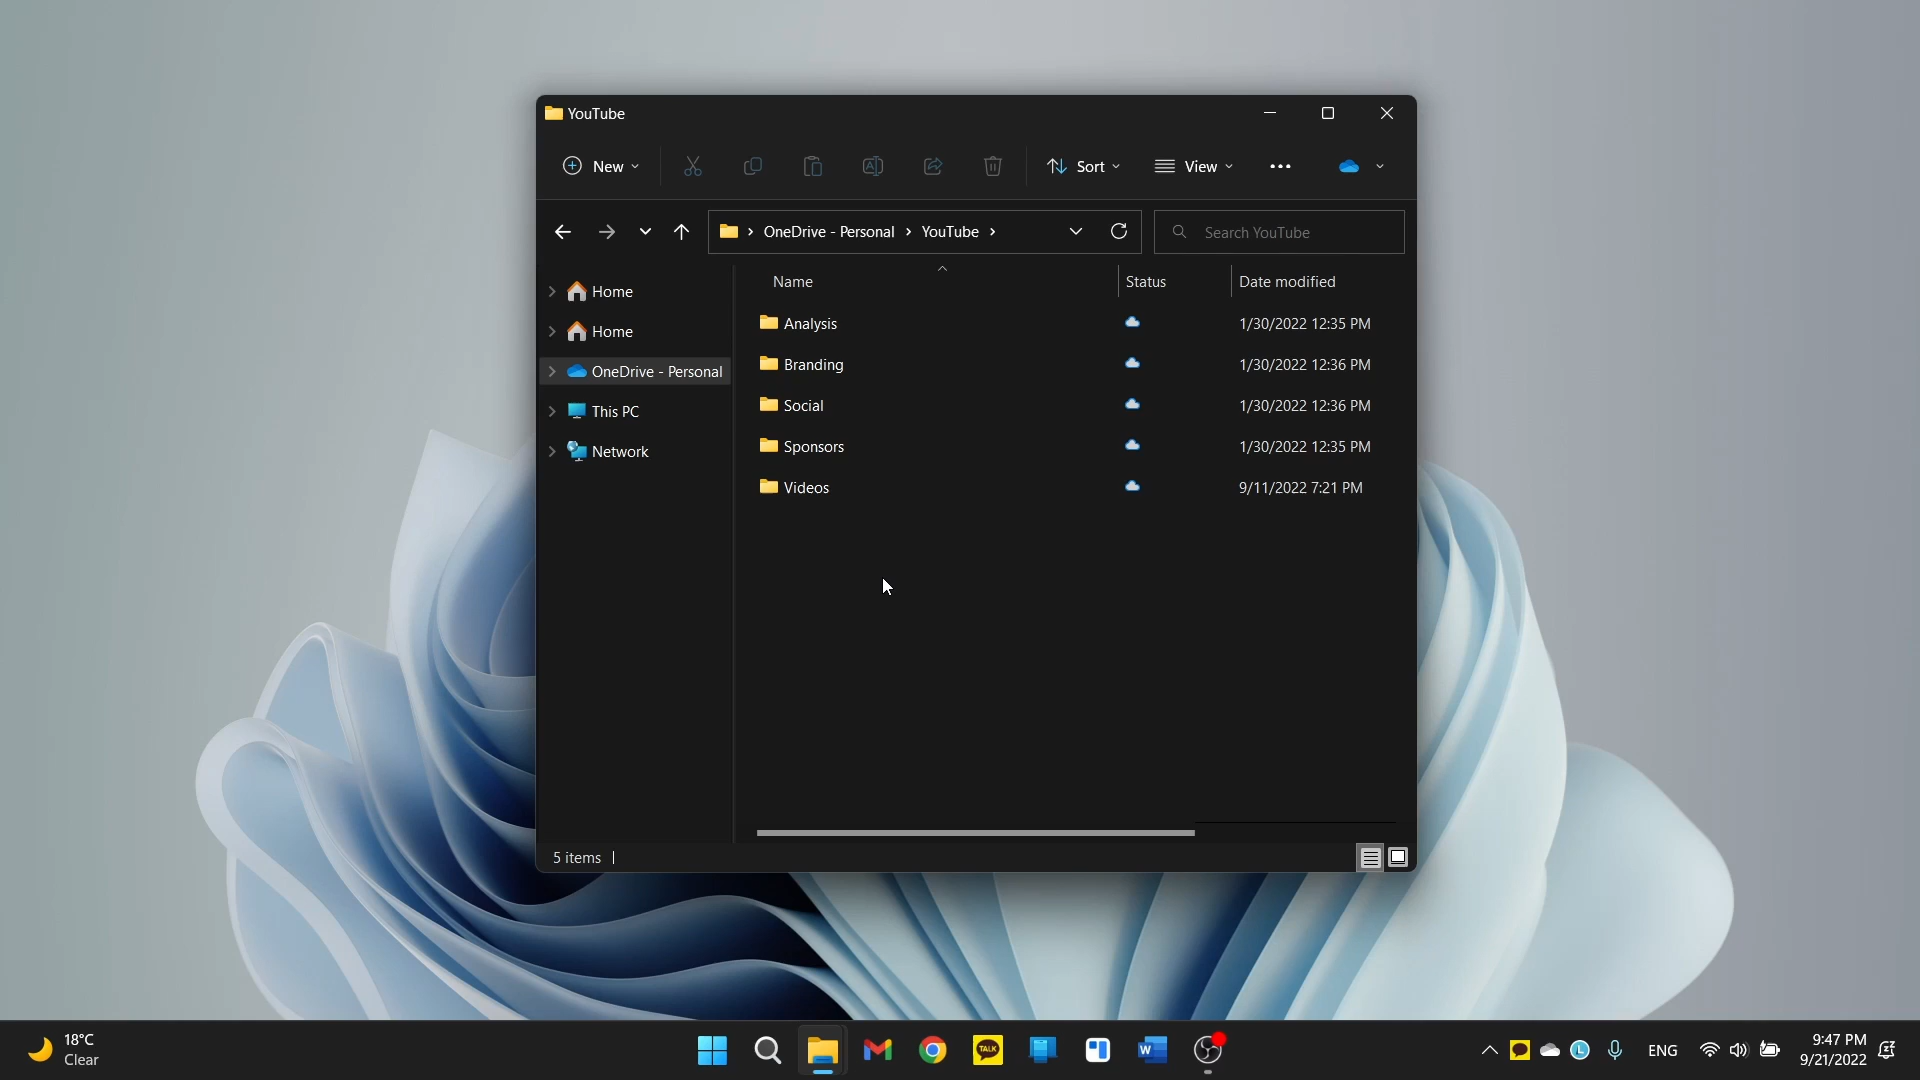 YouTube
New
Sort
View
OneDrive - Personal > YouTube >
Search YouTube
Name
Status
Date modified
Home
Home
OneDrive - Personal
This PC
Network
Analysis 1/30/2022 12:35 PM
Branding 1/30/2022 12:36 PM
Social 1/30/2022 12:36 PM
Sponsors 1/30/2022 12:35 PM
Videos 9/11/2022 7:21 PM
5 items
18°C
Clear
TALK
W
ENG
9:47 PM
9/21/2022